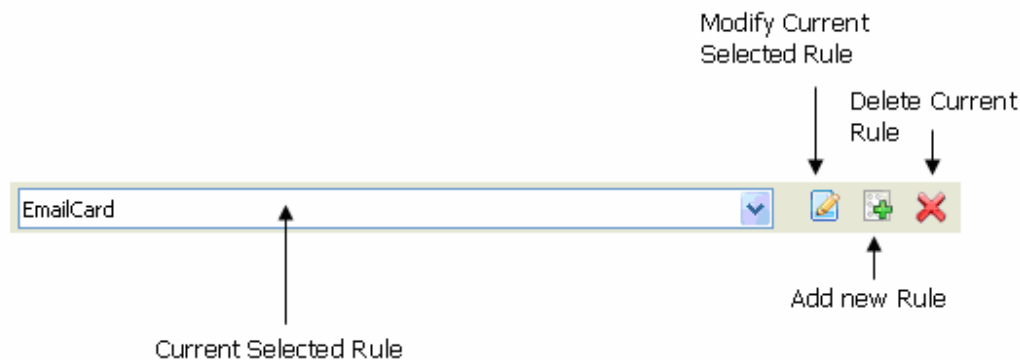 Modify Current
Selected Rule
Delete Current
Rule
EmailCard
Add new Rule
Current Selected Rule